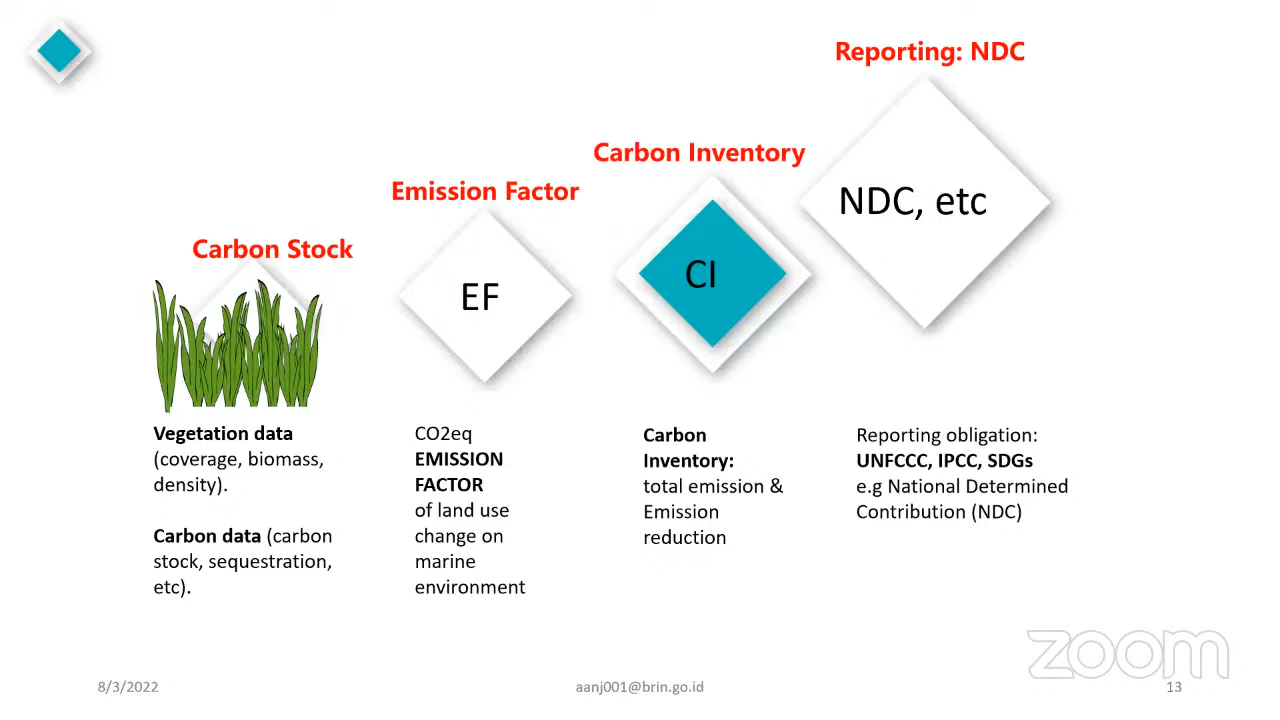 Reporting: NDC
NDC, etc
Carbon Inventory
CI
Emission Factor
EF
Carbon Stock
Vegetation data
(coverage, biomass,
density).
Carbon data (carbon
stock, sequestration,
etc).
CO2eq
EMISSION
FACTOR
of land use
change on
marine
environment
Carbon
Inventory:
total emission &
Emission
reduction
Reporting obligation:
UNFCCC, IPCC, SDGs
e.g National Determined
Contribution (NDC)
zoom
8/3/2022
aanj001@brin.go.id
13